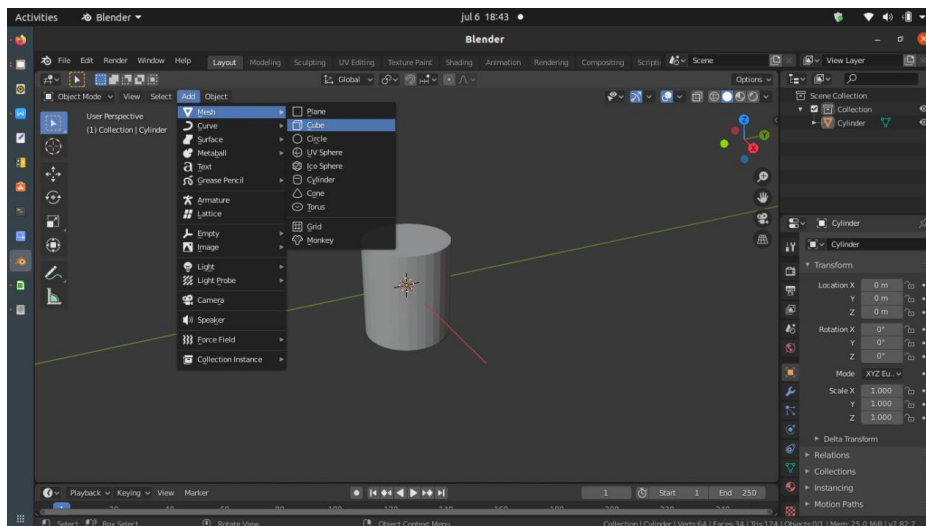 Activities
Blender
jul 6 18:43
Blender
File Edit Render Window Help
Layout Modeling Sculpting UV Editing Texture Paint Shading Animation Rendering Compositing Scripti
Scene
View Layer
Global
Options
Object Mode View Select Add Object
User Perspective
(1) Collection | Cylinder
Mesh
Curve
Surface
Metaball
Text
Grease Pencil
Armature
Lattice
Empty
Image
Light
Light Probe
Camera
Speaker
Force Field
Collection Instance
Plane
Cube
Circle
UV Sphere
Ico Sphere
Cylinder
Cone
Torus
Grid
Monkey
Z
Y
X
Scene Collection
Collection
Cylinder
Cylinder
Cylinder
Transform
Location X 0 m
Y 0 m
Z 0 m
Rotation X 0°
Y 0°
Z 0°
Mode XYZ Eu..
Scale X 1.000
Y 1.000
Z 1.000
Delta Transform
Relations
Collections
Instancing
Motion Paths
Playback Keying View Marker
1 Start 1 End 250
Select Box Select Rotate View Object Context Menu
Collection | Cylinder | Verts:64 | Faces:34 | Tris:124 | Objects:0/1 | Mem: 25.0 MiB | v2.82.7